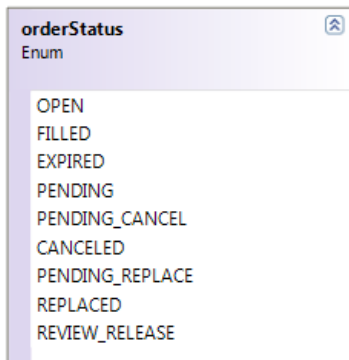 orderStatus
Enum
OPEN
FILLED
EXPIRED
PENDING
PENDING_CANCEL
CANCELED
PENDING_REPLACE
REPLACED
REVIEW_RELEASE